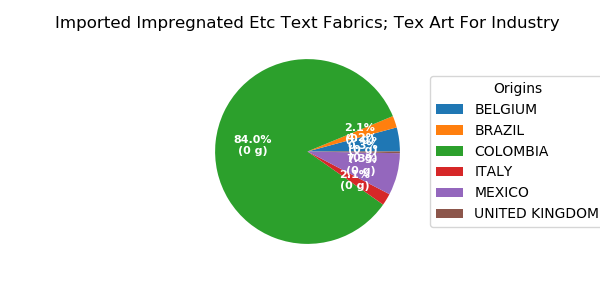 Imported Impregnated Etc Text Fabrics; Tex Art For Industry
Origins
BELGIUM
BRAZIL
COLOMBIA
ITALY
MEXICO
UNITED KINGDOM
2.1%
84.0%
(0 g)
(0 g)
2.1%
(0 g)